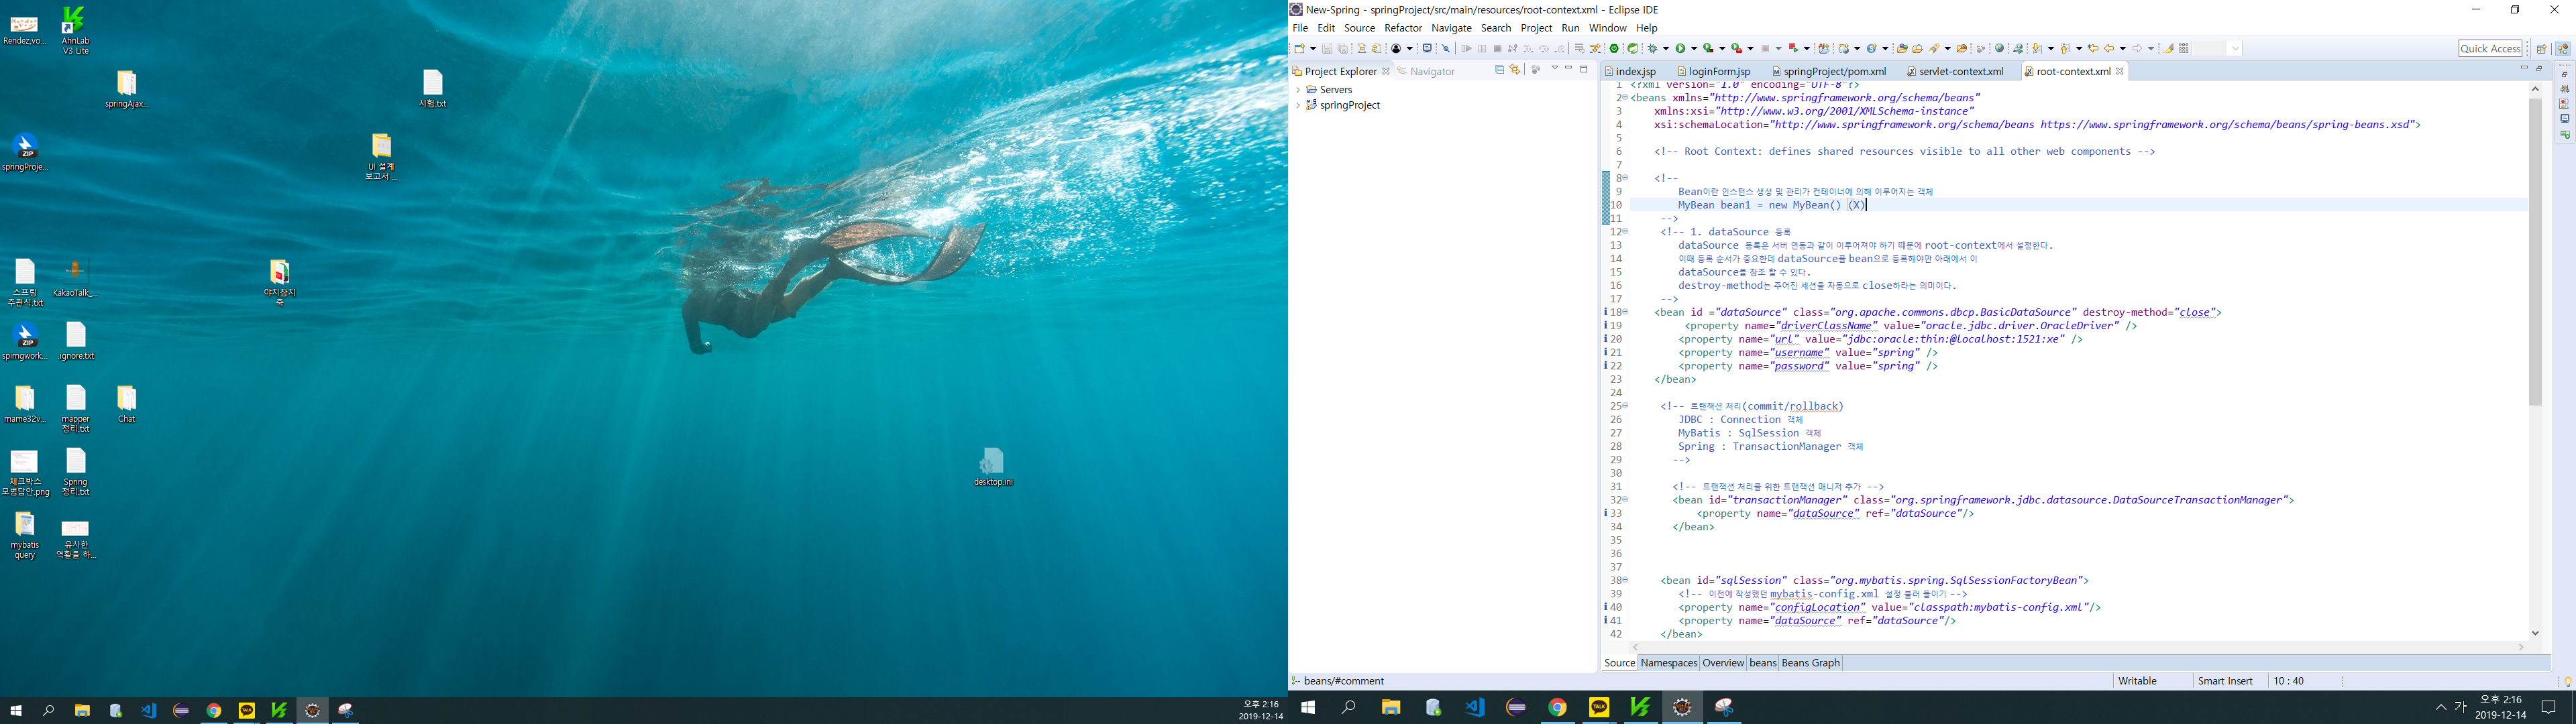 Rendez,vo...
AhnLab
V3 Lite
springAjax...
시험.txt
springProje...
UI 설계
보고서 ...
스프링
주관식.txt
KakaoTalk_...
야치참치
죽
spirngwork...
.ignore.txt
mame32v...
mapper
정리.txt
Chat
체크박스
모범답안.png
Spring
정리.txt
desktop.ini
mybatis
query
유사한
역활을 하...
오후 2:16
2019-12-14
New-Spring - springProject/src/main/resources/root-context.xml - Eclipse IDE
File Edit Source Refactor Navigate Search Project Run Window Help
Quick Access
Project Explorer
Navigator
Servers
springProject
index.jsp
loginForm.jsp
springProject/pom.xml
servlet-context.xml
root-context.xml
1 <?xml version="1.0" encoding="UTF-8"?>
2 <beans xmlns="http://www.springframework.org/schema/beans"
3 xmlns:xsi="http://www.w3.org/2001/XMLSchema-instance"
4 xsi:schemaLocation="http://www.springframework.org/schema/beans https://www.springframework.org/schema/beans/spring-beans.xsd">
5
6 <!-- Root Context: defines shared resources visible to all other web components -->
7
8 <!--
9 Bean이란 인스턴스 생성 및 관리가 컨테이너에 의해 이루어지는 객체
10 MyBean bean1 = new MyBean() (X)
11 -->
12 <!-- 1. dataSource 등록
13 dataSource 등록은 서버 연동과 같이 이루어져야 하기 때문에 root-context에서 설정한다.
14 이때 등록 순서가 중요한데 dataSource를 bean으로 등록해야만 아래에서 이
15 dataSource를 참조 할 수 있다.
16 destroy-method는 주어진 세션을 자동으로 close하라는 의미이다.
17 -->
18 <bean id ="dataSource" class="org.apache.commons.dbcp.BasicDataSource" destroy-method="close">
19 <property name="driverClassName" value="oracle.jdbc.driver.OracleDriver" />
20 <property name="url" value="jdbc:oracle:thin:@localhost:1521:xe" />
21 <property name="username" value="spring" />
22 <property name="password" value="spring" />
23 </bean>
24
25 <!-- 트랜잭션 처리(commit/rollback)
26 JDBC : Connection 객체
27 MyBatis : SqlSession 객체
28 Spring : TransactionManager 객체
29 -->
30
31 <!-- 트랜잭션 처리를 위한 트랜잭션 매니저 추가 -->
32 <bean id="transactionManager" class="org.springframework.jdbc.datasource.DataSourceTransactionManager">
33 <property name="dataSource" ref="dataSource"/>
34 </bean>
35
36
37
38 <bean id="sqlSession" class="org.mybatis.spring.SqlSessionFactoryBean">
39 <!-- 이전에 작성했던 mybatis-config.xml 설정 불러 들이기 -->
40 <property name="configLocation" value="classpath:mybatis-config.xml"/>
41 <property name="dataSource" ref="dataSource"/>
42 </bean>
Source Namespaces Overview beans Beans Graph
beans/#comment
Writable
Smart Insert
10 : 40
가
오후 2:16
2019-12-14